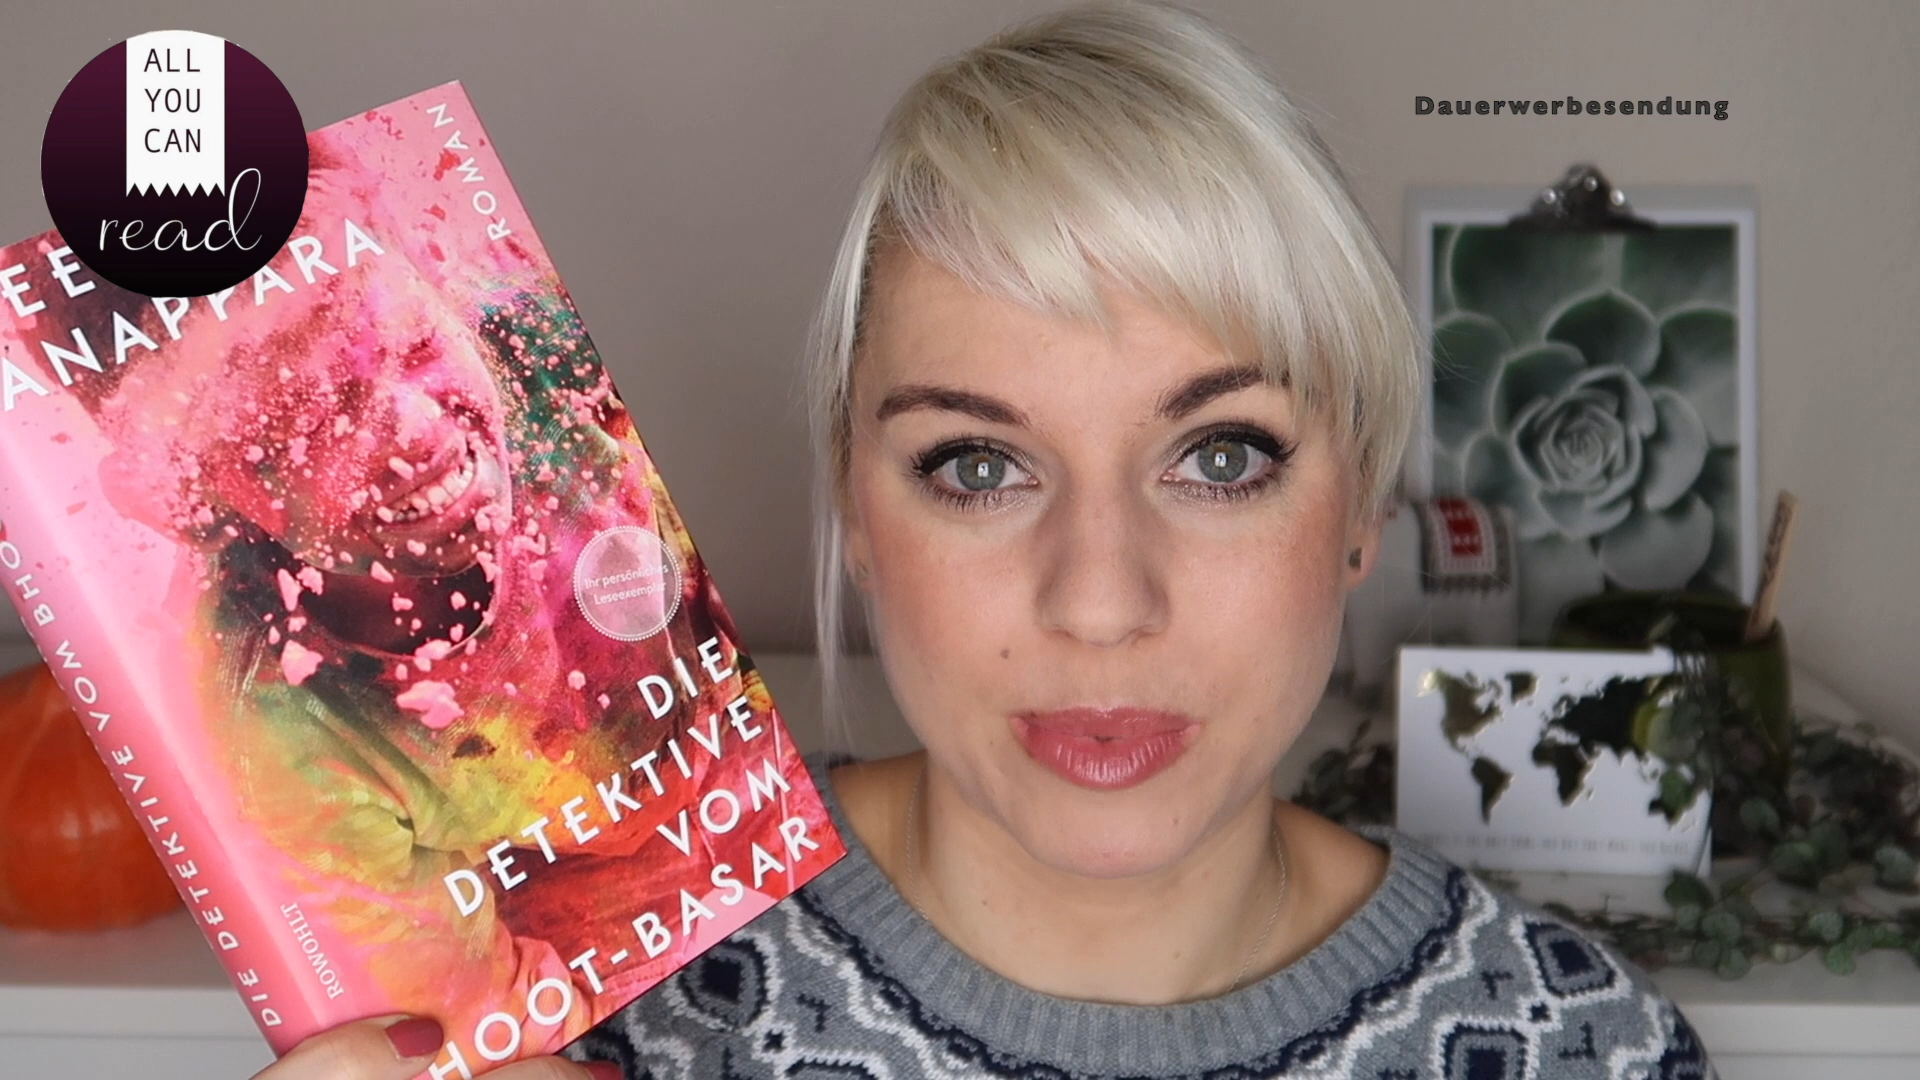 ALL
YOU
CAN
read
Dauerwerbesendung
ROMAN
EE
ANAPPARA
Ihr persönliches
Leseexemplar
DIE
DETEKTIVE
VOM
HOOT-BASAR
DIE DETEKTIVE VOM BHO
ROWOHLT